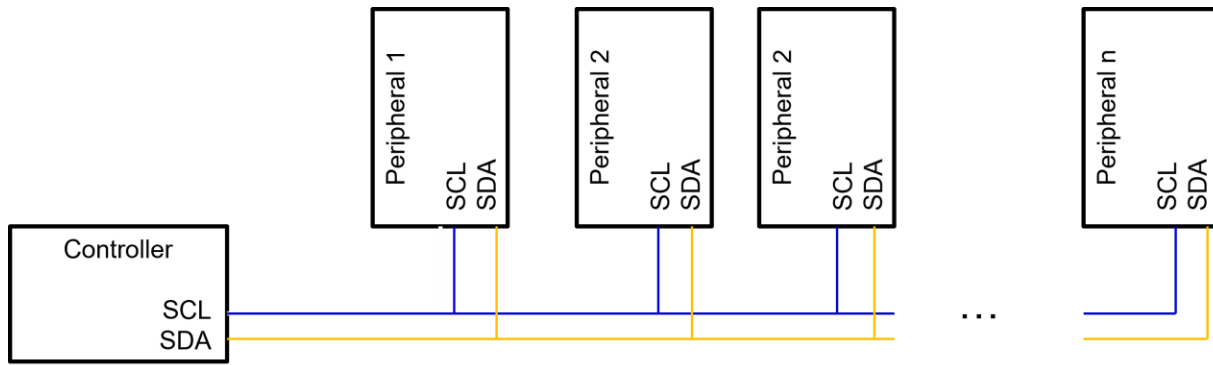 Peripheral 1
SCL
SDA
Peripheral 2
SCL
SDA
Peripheral 2
SCL
SDA
...
Peripheral n
SCL
SDA
Controller
SCL
SDA